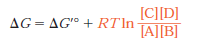 ΔG = ΔG′° + RT ln [C][D] / [A][B]